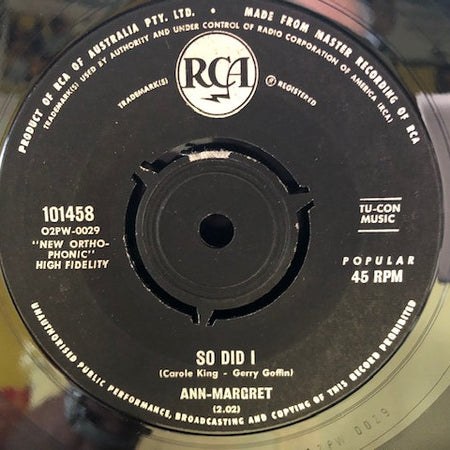 PRODUCT OF RCA OF AUSTRALIA PTY. LTD. • MADE FROM MASTER RECORDING OF RCA
TRADEMARK(S) USED BY AUTHORITY AND UNDER CONTROL OF RADIO CORPORATION OF AMERICA (RCA)
RCA
TRADEMARK(S) ® REGISTERED
101458
O2PW-0029
"NEW ORTHO-
PHONIC"
HIGH FIDELITY
TU-CON
MUSIC
POPULAR
45 RPM
SO DID I
(Carole King - Gerry Goffin)
ANN-MARGRET
(2.02)
UNAUTHORISED PUBLIC PERFORMANCE, BROADCASTING AND COPYING OF THIS RECORD PROHIBITED